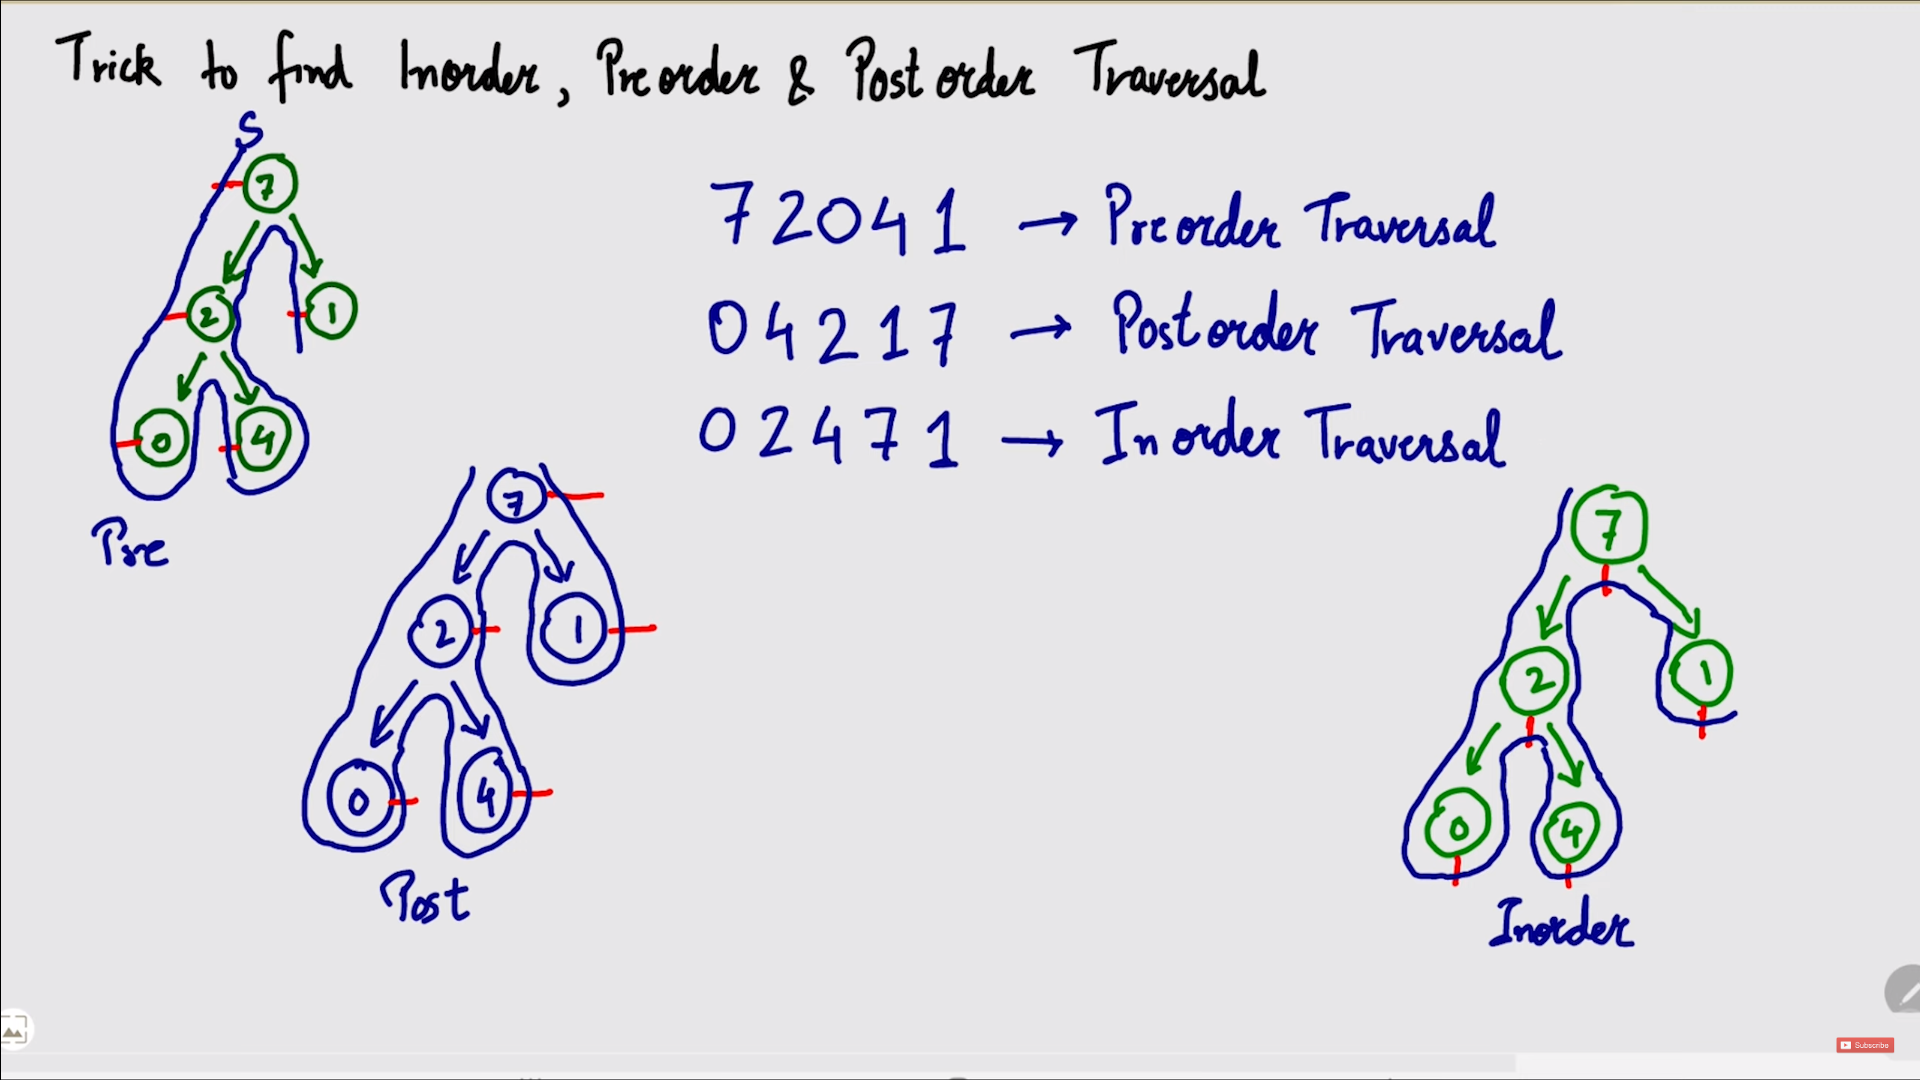 Trick to find Inorder, Preorder & Postorder Traversal
S
7
2 1
0 4
Pre
7 2 0 4 1 → Preorder Traversal
0 4 2 1 7 → Postorder Traversal
0 2 4 7 1 → Inorder Traversal
7
2 1
0 4
Post
7
2 1
0 4
Inorder
Subscribe